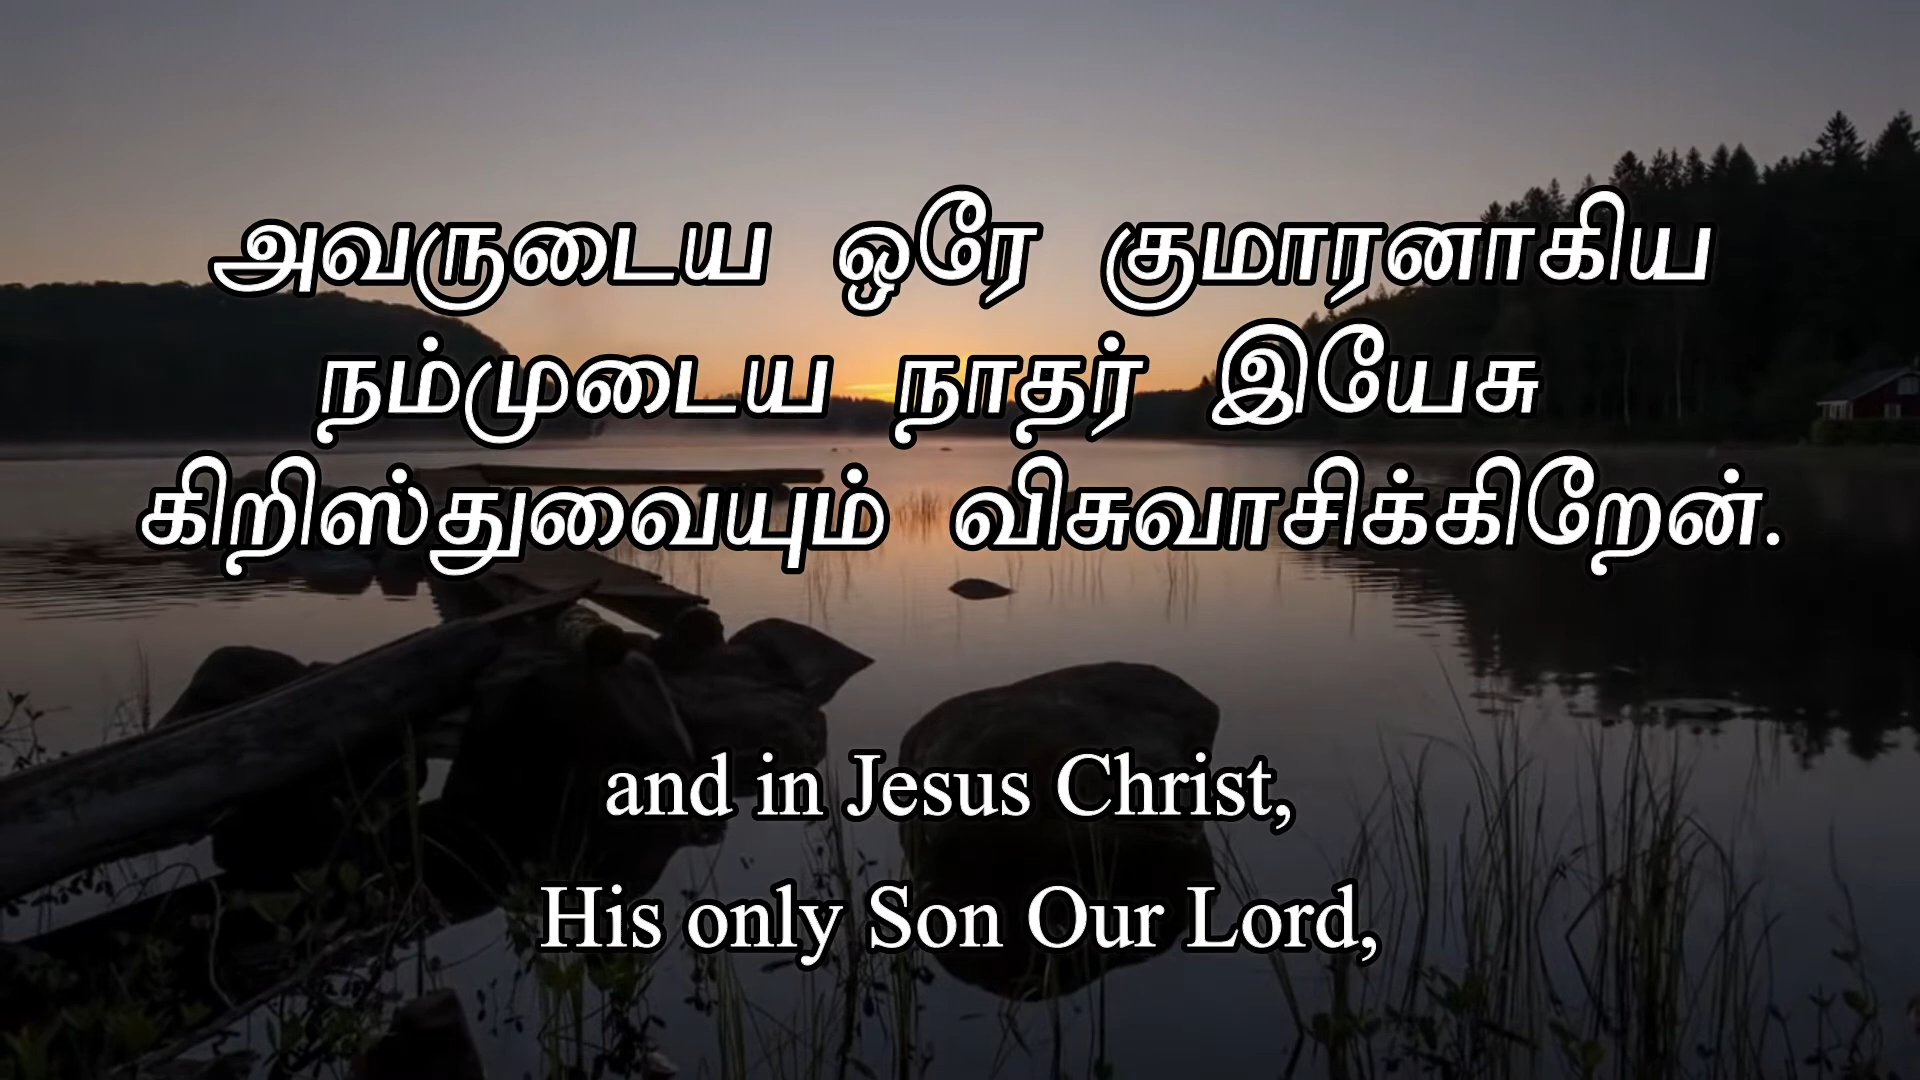 அவருடைய ஒரே குமாரனாகிய
நம்முடைய நாதர் இயேசு
கிறிஸ்துவையும் விசுவாசிக்கிறேன்.
and in Jesus Christ,
His only Son Our Lord,